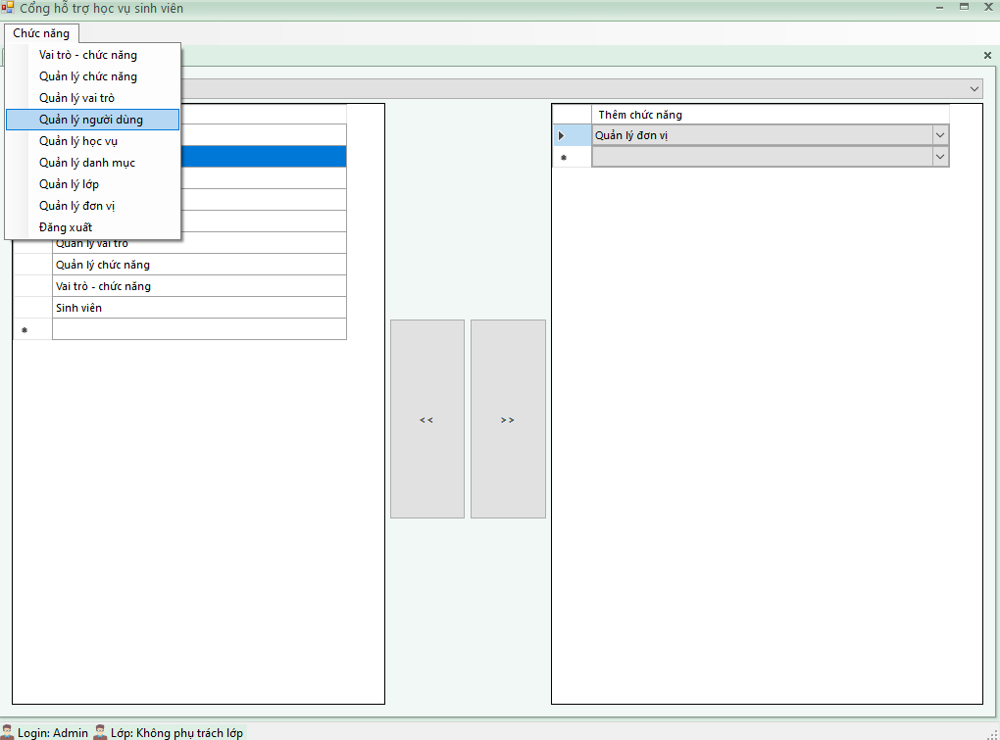 Cổng hỗ trợ học vụ sinh viên
Chức năng
Vai trò - chức năng
Quản lý chức năng
Quản lý vai trò
Quản lý người dùng
Quản lý học vụ
Quản lý danh mục
Quản lý lớp
Quản lý đơn vị
Đăng xuất
Quản lý vai trò
Quản lý chức năng
Vai trò - chức năng
Sinh viên
<<
>>
Thêm chức năng
Quản lý đơn vị
Login: Admin
Lớp: Không phụ trách lớp